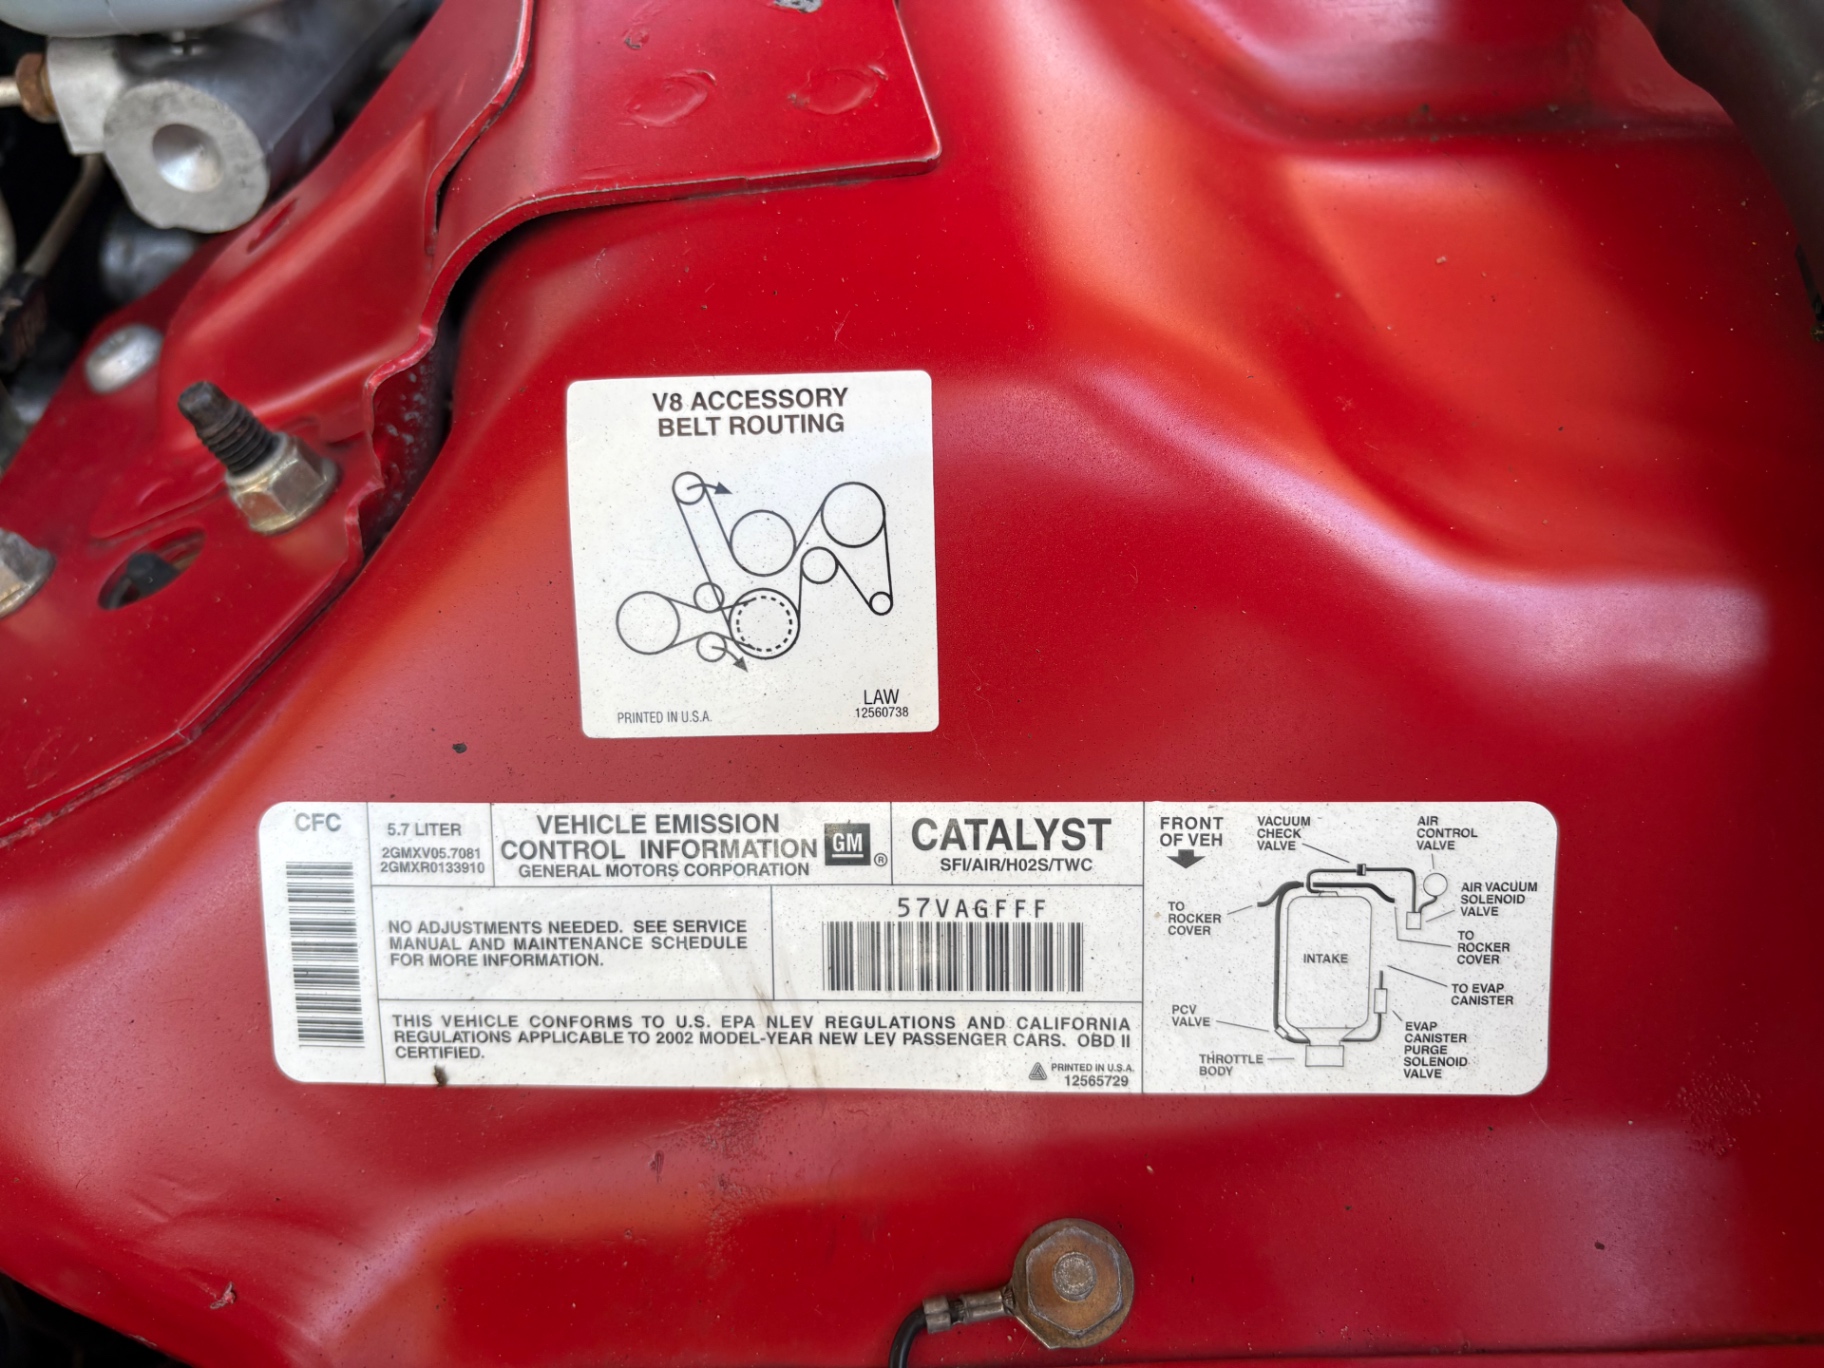 V8 ACCESSORY
BELT ROUTING
PRINTED IN U.S.A.
LAW
12560738
CFC
5.7 LITER
2GMXV05.7081
2GMXR0133910
VEHICLE EMISSION
CONTROL INFORMATION
GENERAL MOTORS CORPORATION
GM
®
CATALYST
SFI/AIR/H02S/TWC
NO ADJUSTMENTS NEEDED. SEE SERVICE
MANUAL AND MAINTENANCE SCHEDULE
FOR MORE INFORMATION.
57VAGFFF
THIS VEHICLE CONFORMS TO U.S. EPA NLEV REGULATIONS AND CALIFORNIA
REGULATIONS APPLICABLE TO 2002 MODEL-YEAR NEW LEV PASSENGER CARS. OBD II
CERTIFIED.
PRINTED IN U.S.A.
12565729
FRONT
OF VEH
VACUUM
CHECK
VALVE
AIR
CONTROL
VALVE
AIR VACUUM
SOLENOID
VALVE
TO
ROCKER
COVER
TO
ROCKER
COVER
INTAKE
TO EVAP
CANISTER
PCV
VALVE
EVAP
CANISTER
PURGE
SOLENOID
VALVE
THROTTLE
BODY